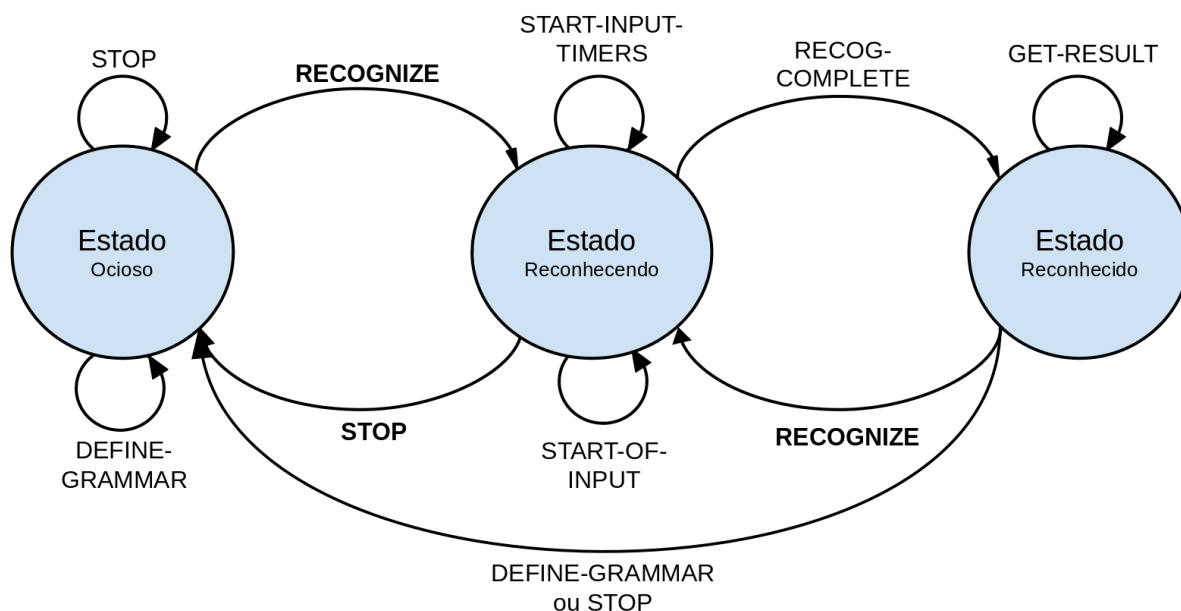 STOP
RECOGNIZE
START-INPUT-
TIMERS
RECOG-
COMPLETE
GET-RESULT
Estado
Ocioso
Estado
Reconhecendo
Estado
Reconhecido
DEFINE-
GRAMMAR
STOP
START-OF-
INPUT
RECOGNIZE
DEFINE-GRAMMAR
ou STOP